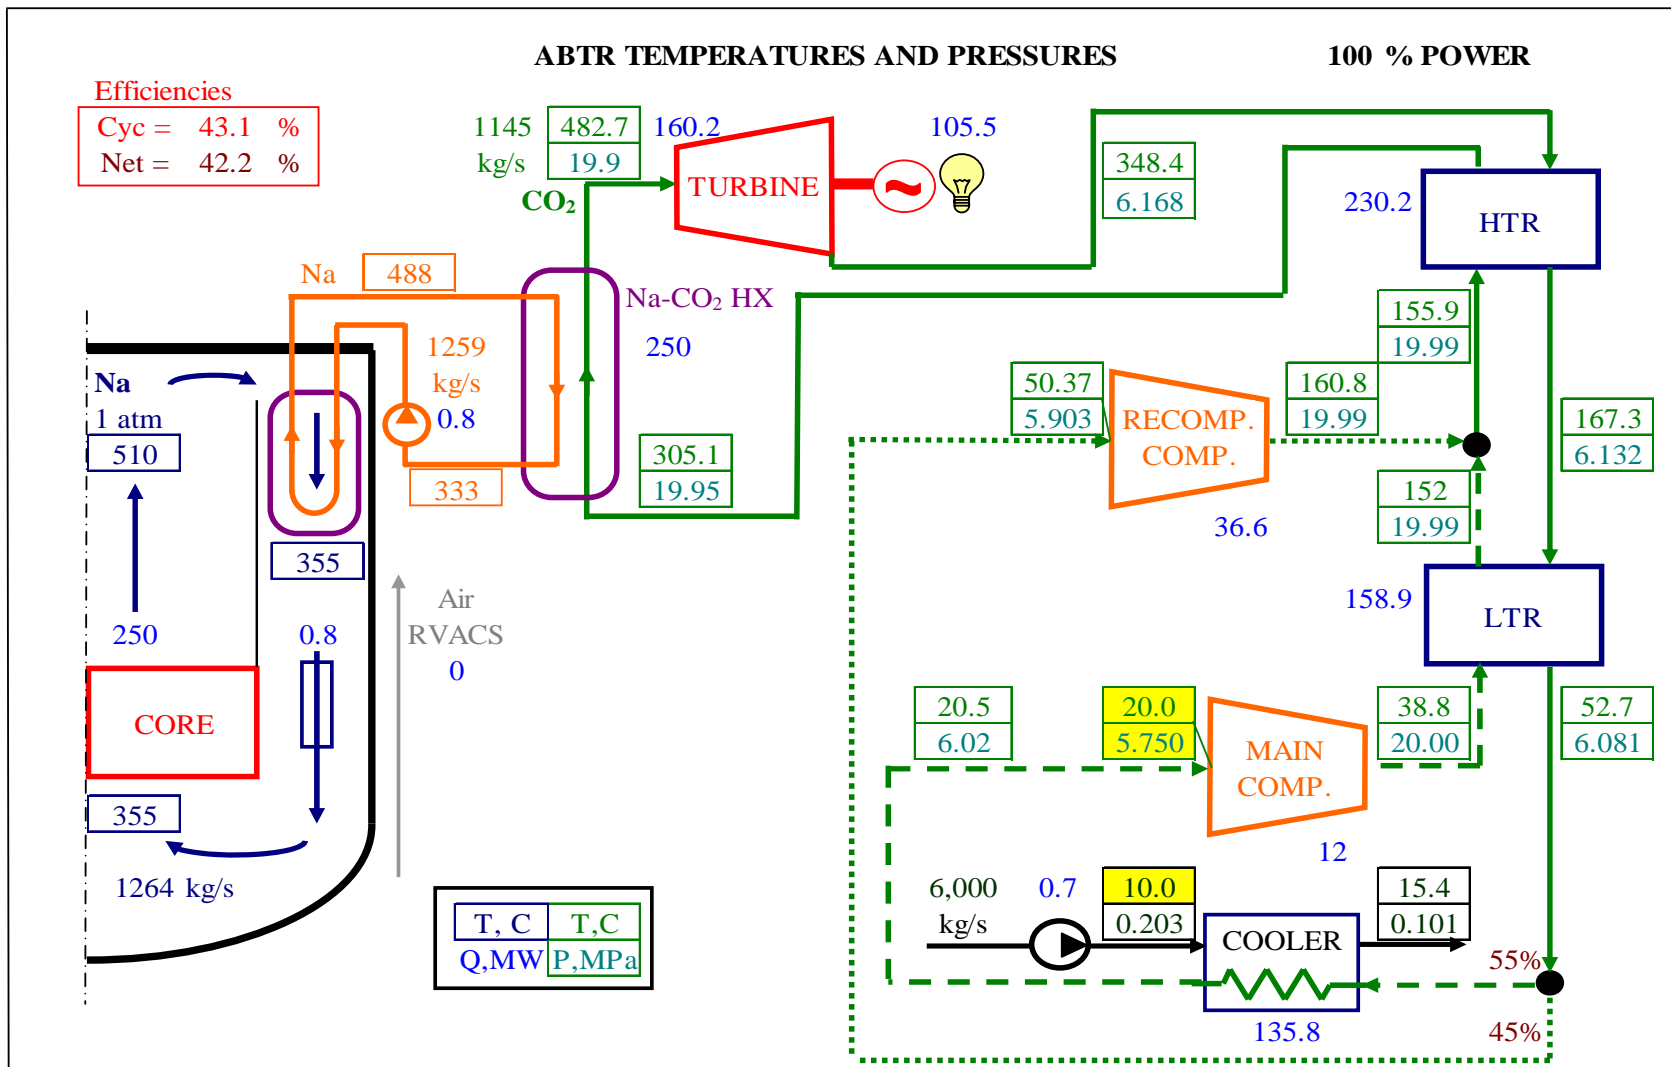 ABTR TEMPERATURES AND PRESSURES 100 % POWER
Efficiencies
Cyc = 43.1 %
Net = 42.2 %
1145
kg/s
482.7
19.9
CO₂
160.2
TURBINE
~
105.5
348.4
6.168
230.2
HTR
Na
488
Na-CO₂ HX
250
1259
kg/s
0.8
333
305.1
19.95
155.9
19.99
50.37
5.903
RECOMP.
COMP.
36.6
160.8
19.99
167.3
6.132
152
19.99
158.9
LTR
Na
1 atm
510
355
250
0.8
Air
RVACS
0
CORE
355
1264 kg/s
20.5
6.02
20.0
5.750
MAIN
COMP.
12
38.8
20.00
52.7
6.081
6,000
kg/s
0.7
10.0
0.203
COOLER
135.8
15.4
0.101
55%
45%
T, C T,C
Q,MW P,MPa